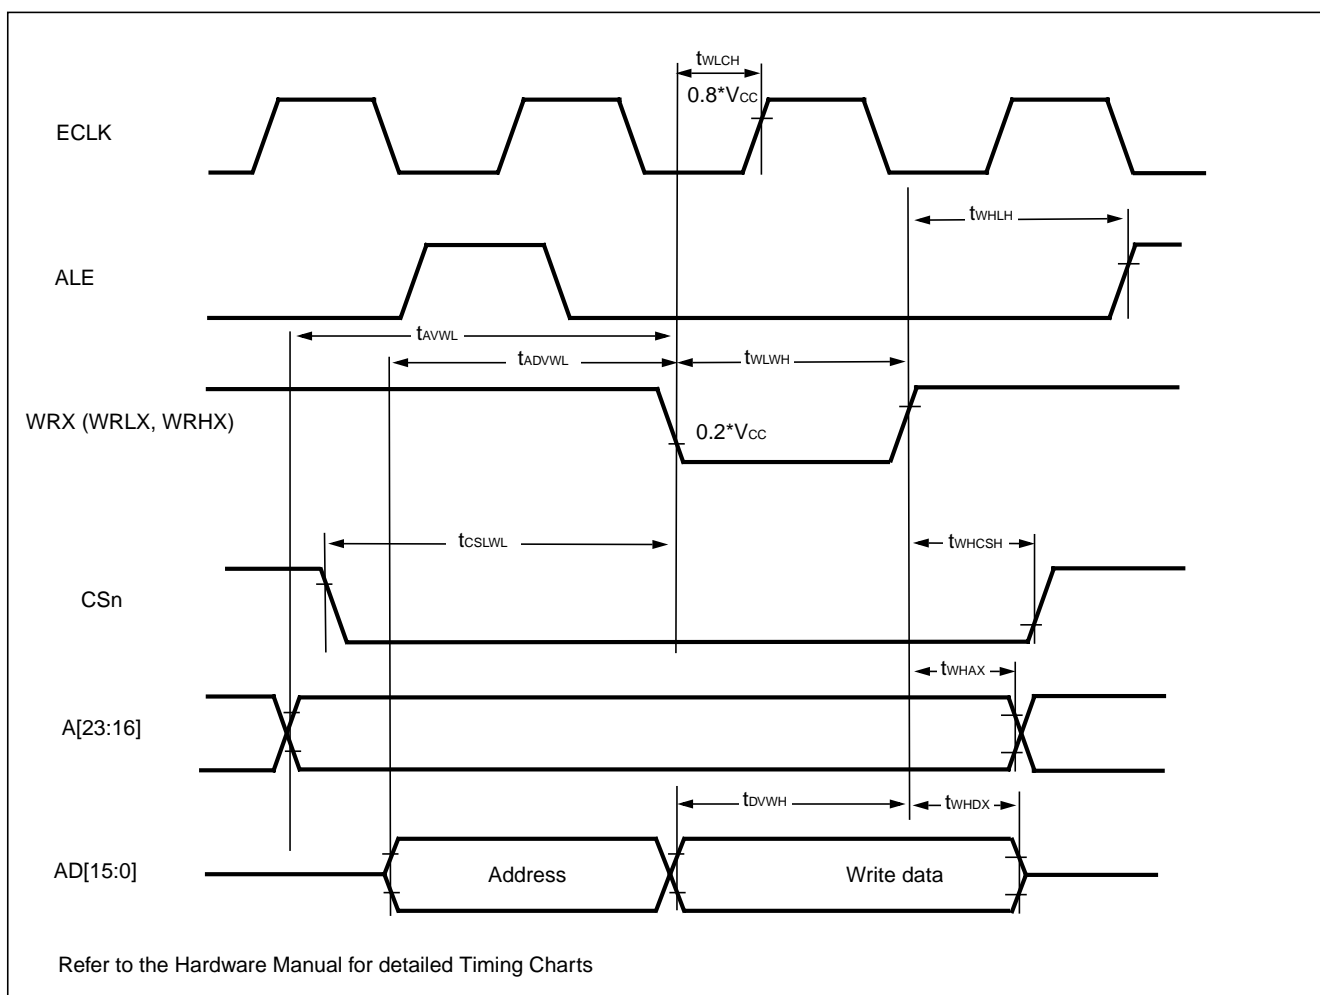 tWLCH
0.8*VCC
ECLK
tWHLH
ALE
tAVWL
tADVWL
tWLWH
WRX (WRLX, WRHX)
0.2*VCC
tCSLWL
tWHCSH
CSn
tWHAX
A[23:16]
tDVWH
tWHDX
AD[15:0]
Address
Write data
Refer to the Hardware Manual for detailed Timing Charts